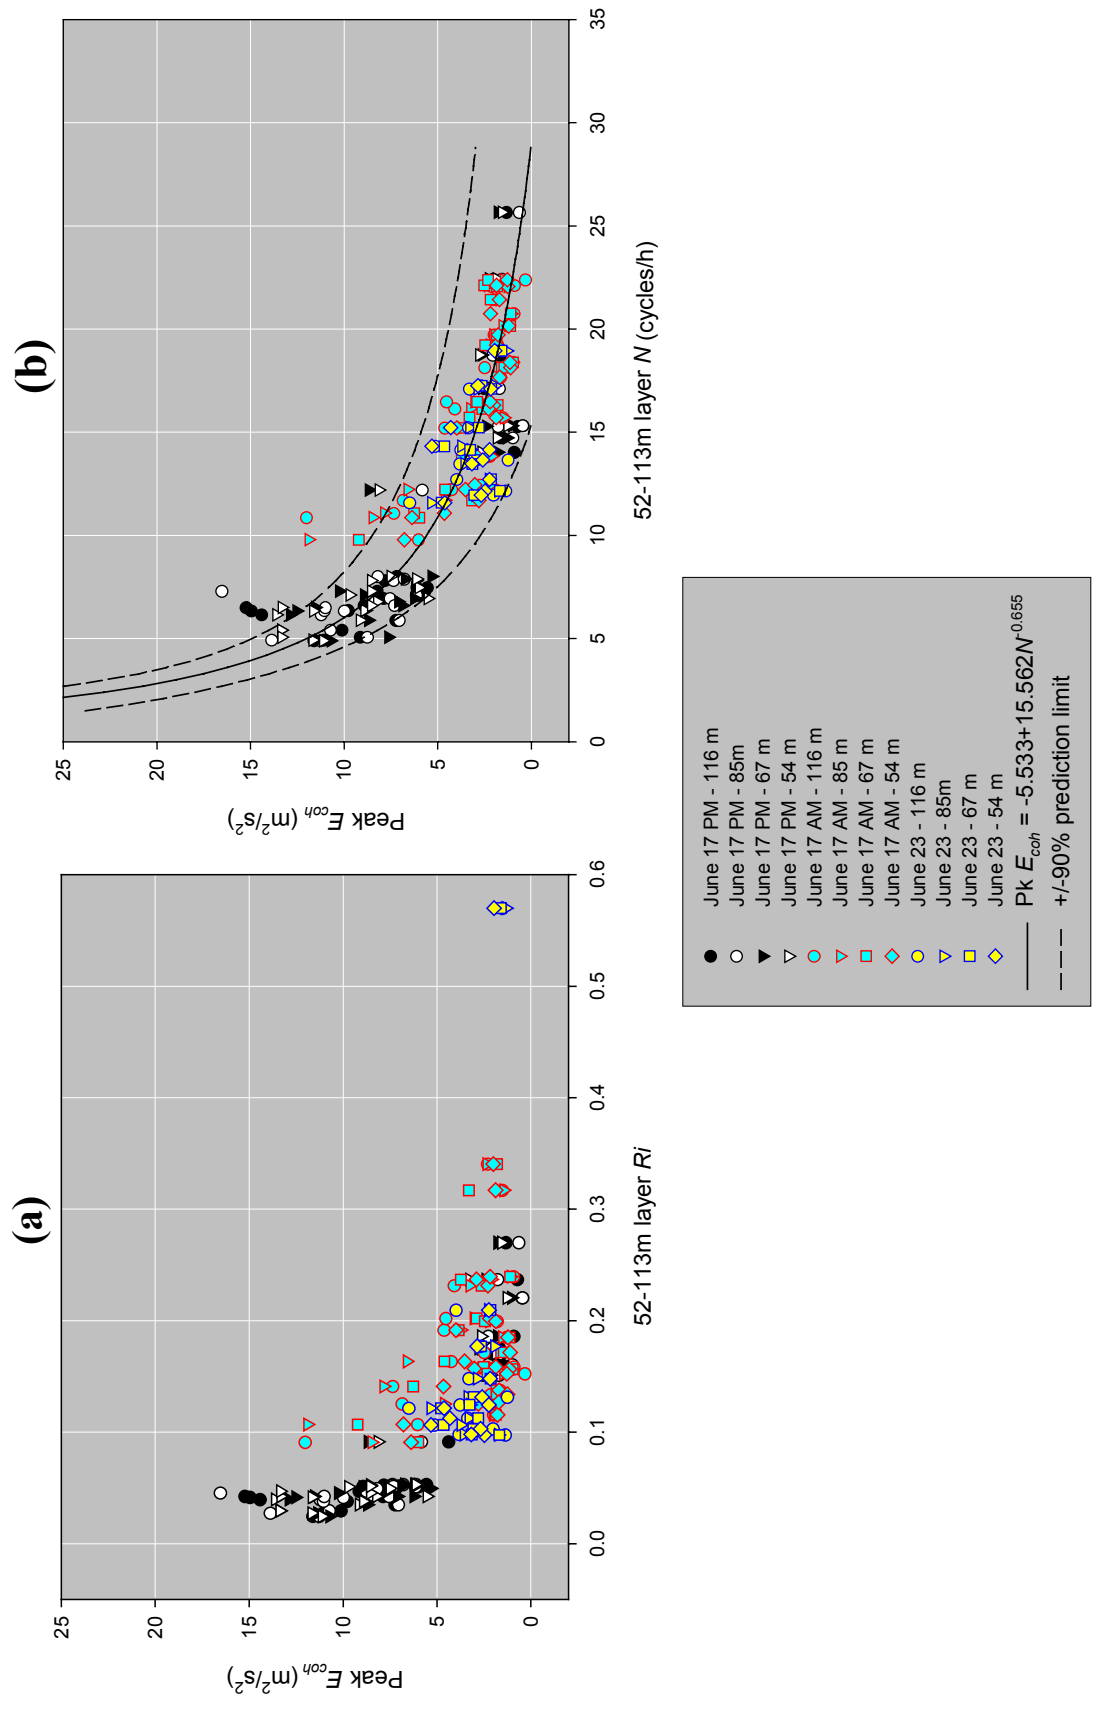 (a)
25
20
15
10
5
0
Peak E_coh (m²/s²)
0.0
0.1
0.2
0.3
0.4
0.5
0.6
52-113m layer Ri
(b)
25
20
15
10
5
0
Peak E_coh (m²/s²)
0
5
10
15
20
25
30
35
52-113m layer N (cycles/h)
June 17 PM - 116 m
June 17 PM - 85m
June 17 PM - 67 m
June 17 PM - 54 m
June 17 AM - 116 m
June 17 AM - 85 m
June 17 AM - 67 m
June 17 AM - 54 m
June 23 - 116 m
June 23 - 85m
June 23 - 67 m
June 23 - 54 m
Pk E_coh = -5.533+15.562N^-0.655
+/-90% prediction limit